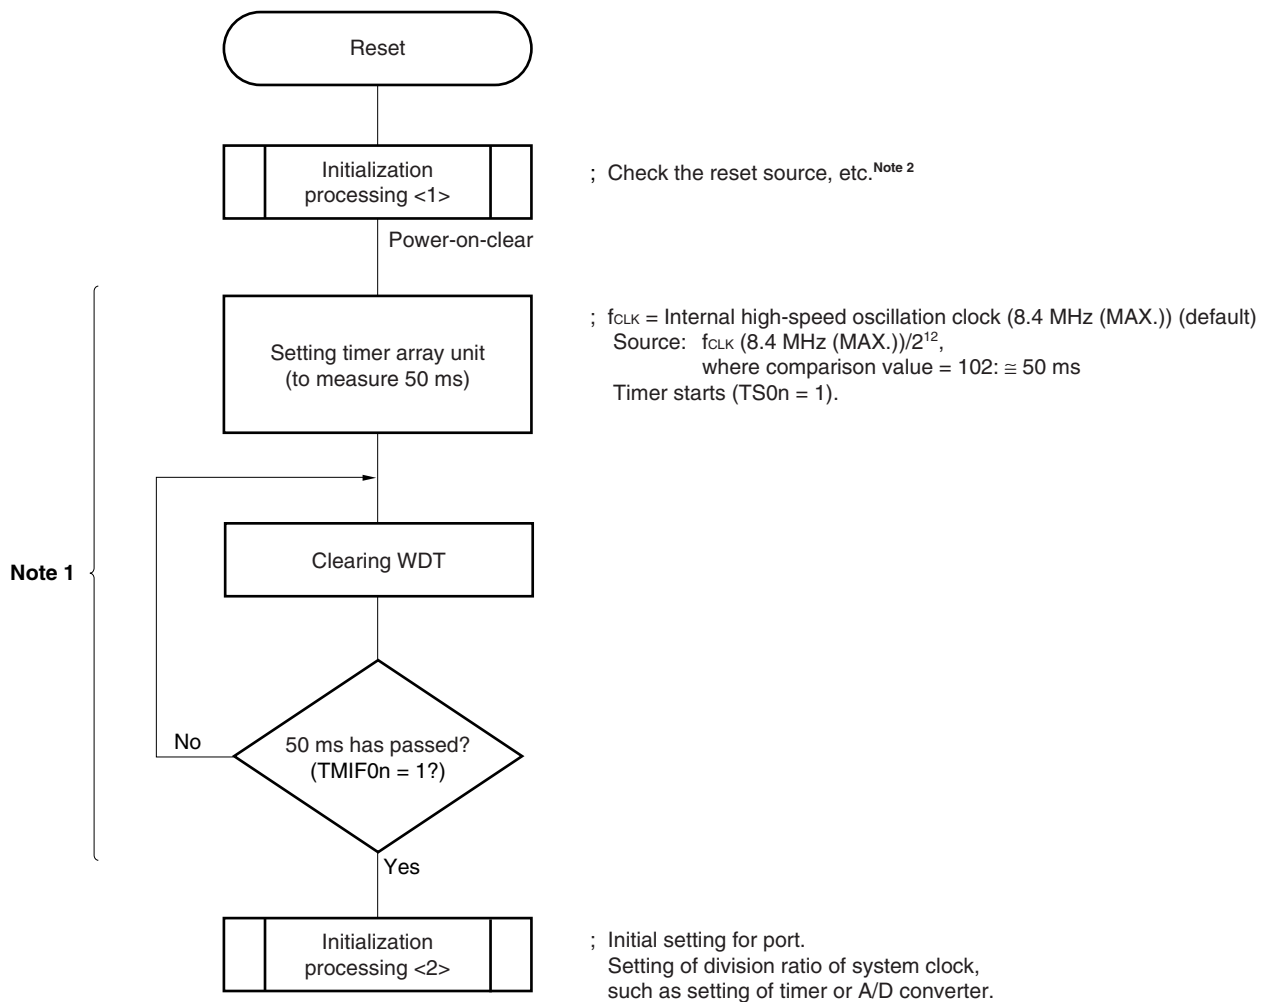 Reset
Initialization
processing <1>
; Check the reset source, etc.Note 2
Power-on-clear
Setting timer array unit
(to measure 50 ms)
; fCLK = Internal high-speed oscillation clock (8.4 MHz (MAX.)) (default)
Source: fCLK (8.4 MHz (MAX.))/2¹²,
where comparison value = 102: ≅ 50 ms
Timer starts (TS0n = 1).
Clearing WDT
Note 1
No
50 ms has passed?
(TMIF0n = 1?)
Yes
Initialization
processing <2>
; Initial setting for port.
Setting of division ratio of system clock,
such as setting of timer or A/D converter.